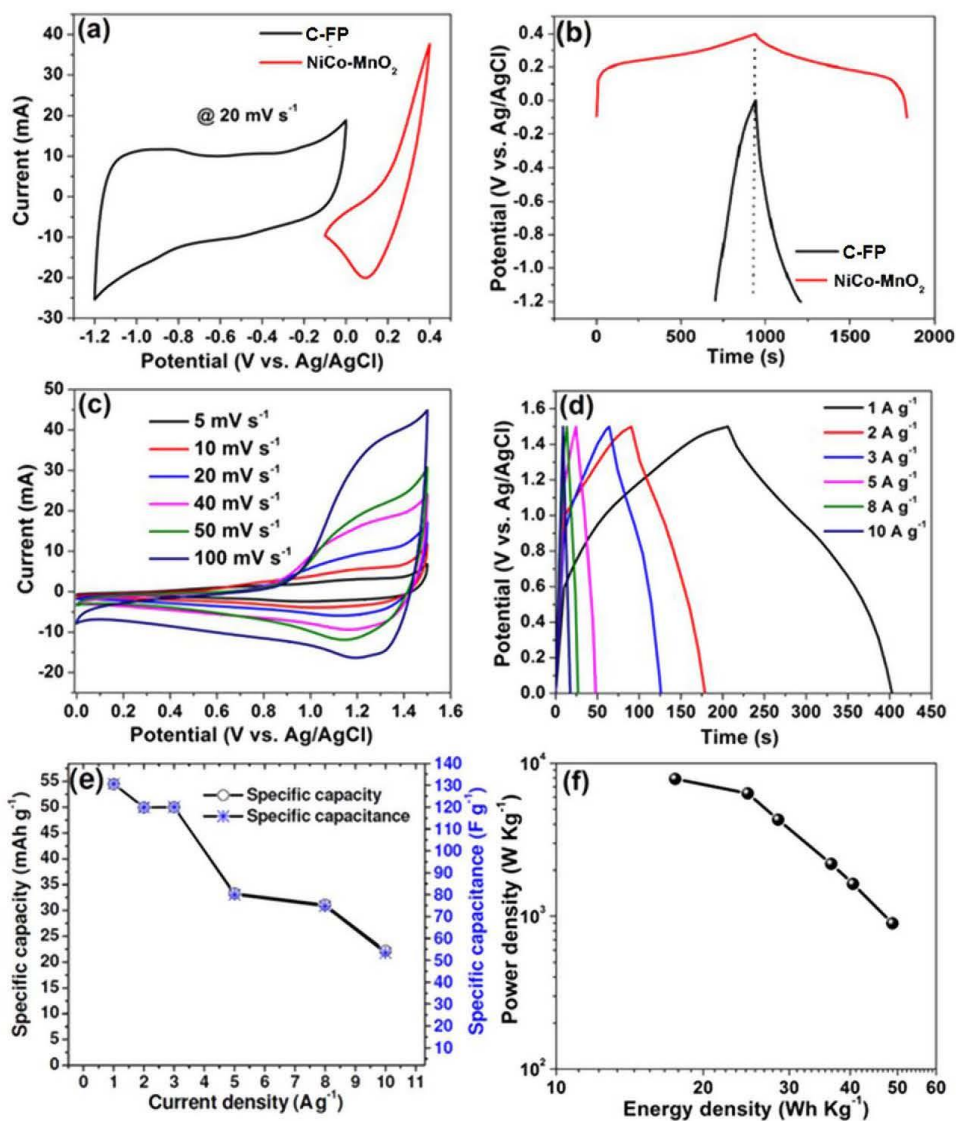 (a)
C-FP
NiCo-MnO₂
@ 20 mV s⁻¹
40
30
20
10
0
-10
-20
-30
Current (mA)
-1.2 -1.0 -0.8 -0.6 -0.4 -0.2 0.0 0.2 0.4
Potential (V vs. Ag/AgCl)
(b)
0.4
0.0
-0.2
-0.4
-0.8
-1.0
-1.2
Potential (V vs. Ag/AgCl)
C-FP
NiCo-MnO₂
0 500 1000 1500 2000
Time (s)
(c)
5 mV s⁻¹
10 mV s⁻¹
20 mV s⁻¹
40 mV s⁻¹
50 mV s⁻¹
100 mV s⁻¹
50
40
30
20
10
0
-10
-20
Current (mA)
0.0 0.2 0.4 0.6 0.8 1.0 1.2 1.4 1.6
Potential (V vs. Ag/AgCl)
(d)
1 A g⁻¹
2 A g⁻¹
3 A g⁻¹
5 A g⁻¹
8 A g⁻¹
10 A g⁻¹
1.6
1.4
1.2
1.0
0.8
0.6
0.4
0.2
0.0
Potential (V vs. Ag/AgCl)
0 50 100 150 200 250 300 350 400 450
Time (s)
(e)
Specific capacity
Specific capacitance
55
50
45
40
35
30
25
20
15
10
5
0
Specific capacity (mAh g⁻¹)
140
130
120
110
100
90
80
70
60
50
40
30
20
10
Specific capacitance (F g⁻¹)
0 1 2 3 4 5 6 7 8 9 10 11
Current density (A g⁻¹)
(f)
10⁴
10³
10²
Power density (W Kg⁻¹)
10 20 30 40 50 60
Energy density (Wh Kg⁻¹)